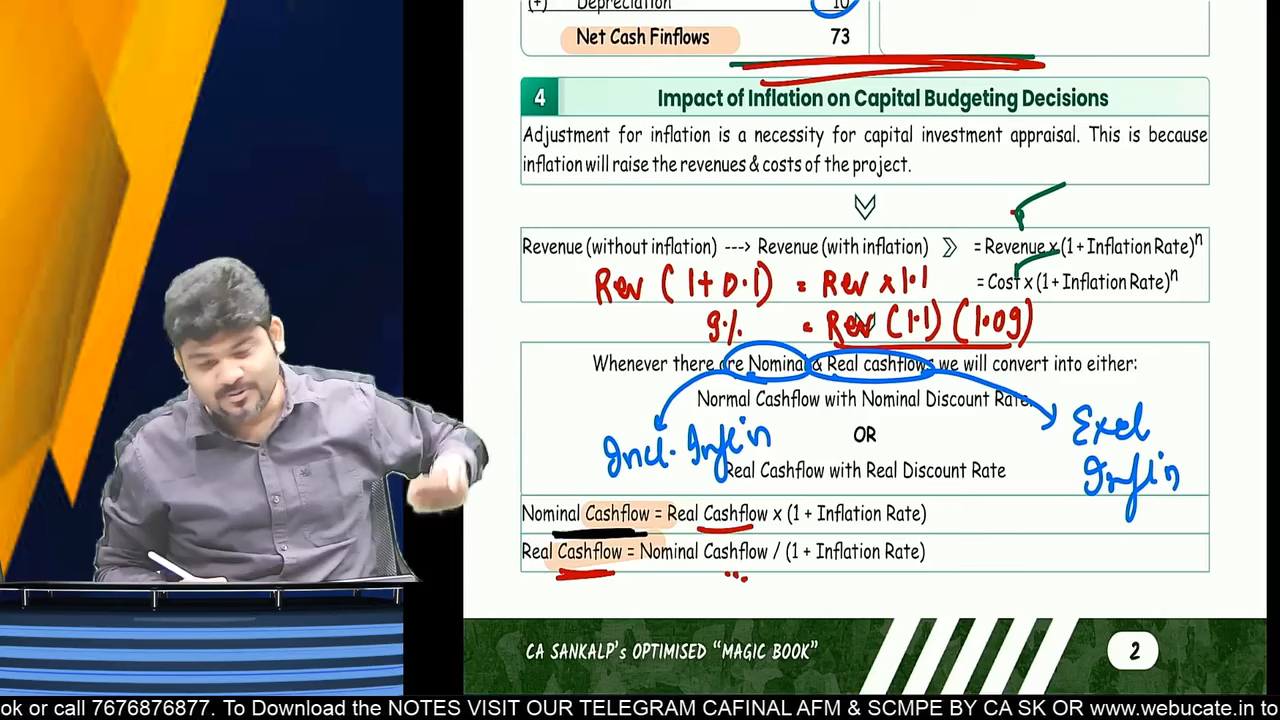 (+) Depreciation 10
Net Cash Finflows 73
4 Impact of Inflation on Capital Budgeting Decisions
Adjustment for inflation is a necessity for capital investment appraisal. This is because
inflation will raise the revenues & costs of the project.
Revenue (without inflation) ---> Revenue (with inflation) = Revenue x (1 + Inflation Rate)^n
= Cost x (1 + Inflation Rate)^n
Rev (1+0.1) = Rev x 1.1
9% = Rev (1.1) (1.09)
Whenever there are Nominal & Real cashflows we will convert into either:
Normal Cashflow with Nominal Discount Rate.
Incl. Infl'n
OR
Excl
Infl'n
Real Cashflow with Real Discount Rate
Nominal Cashflow = Real Cashflow x (1 + Inflation Rate)
Real Cashflow = Nominal Cashflow / (1 + Inflation Rate)
CA SANKALP's OPTIMISED "MAGIC BOOK" 2
ok or call 7676876877. To Download the NOTES VISIT OUR TELEGRAM CAFINAL AFM & SCMPE BY CA SK OR www.webucate.in to